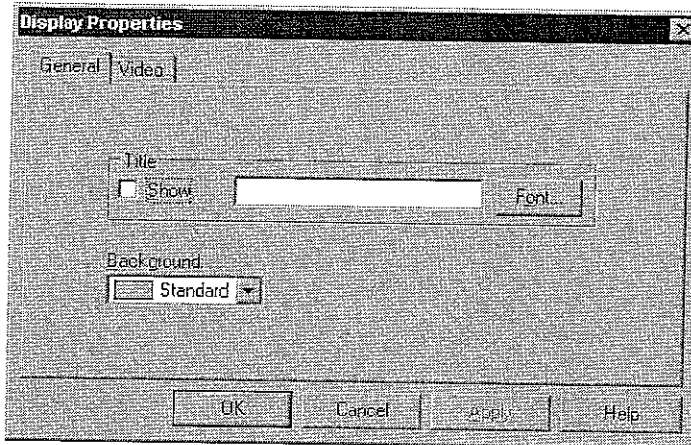 Display Properties
General Video
Title
Show Font...
Background
Standard
OK Cancel Apply Help